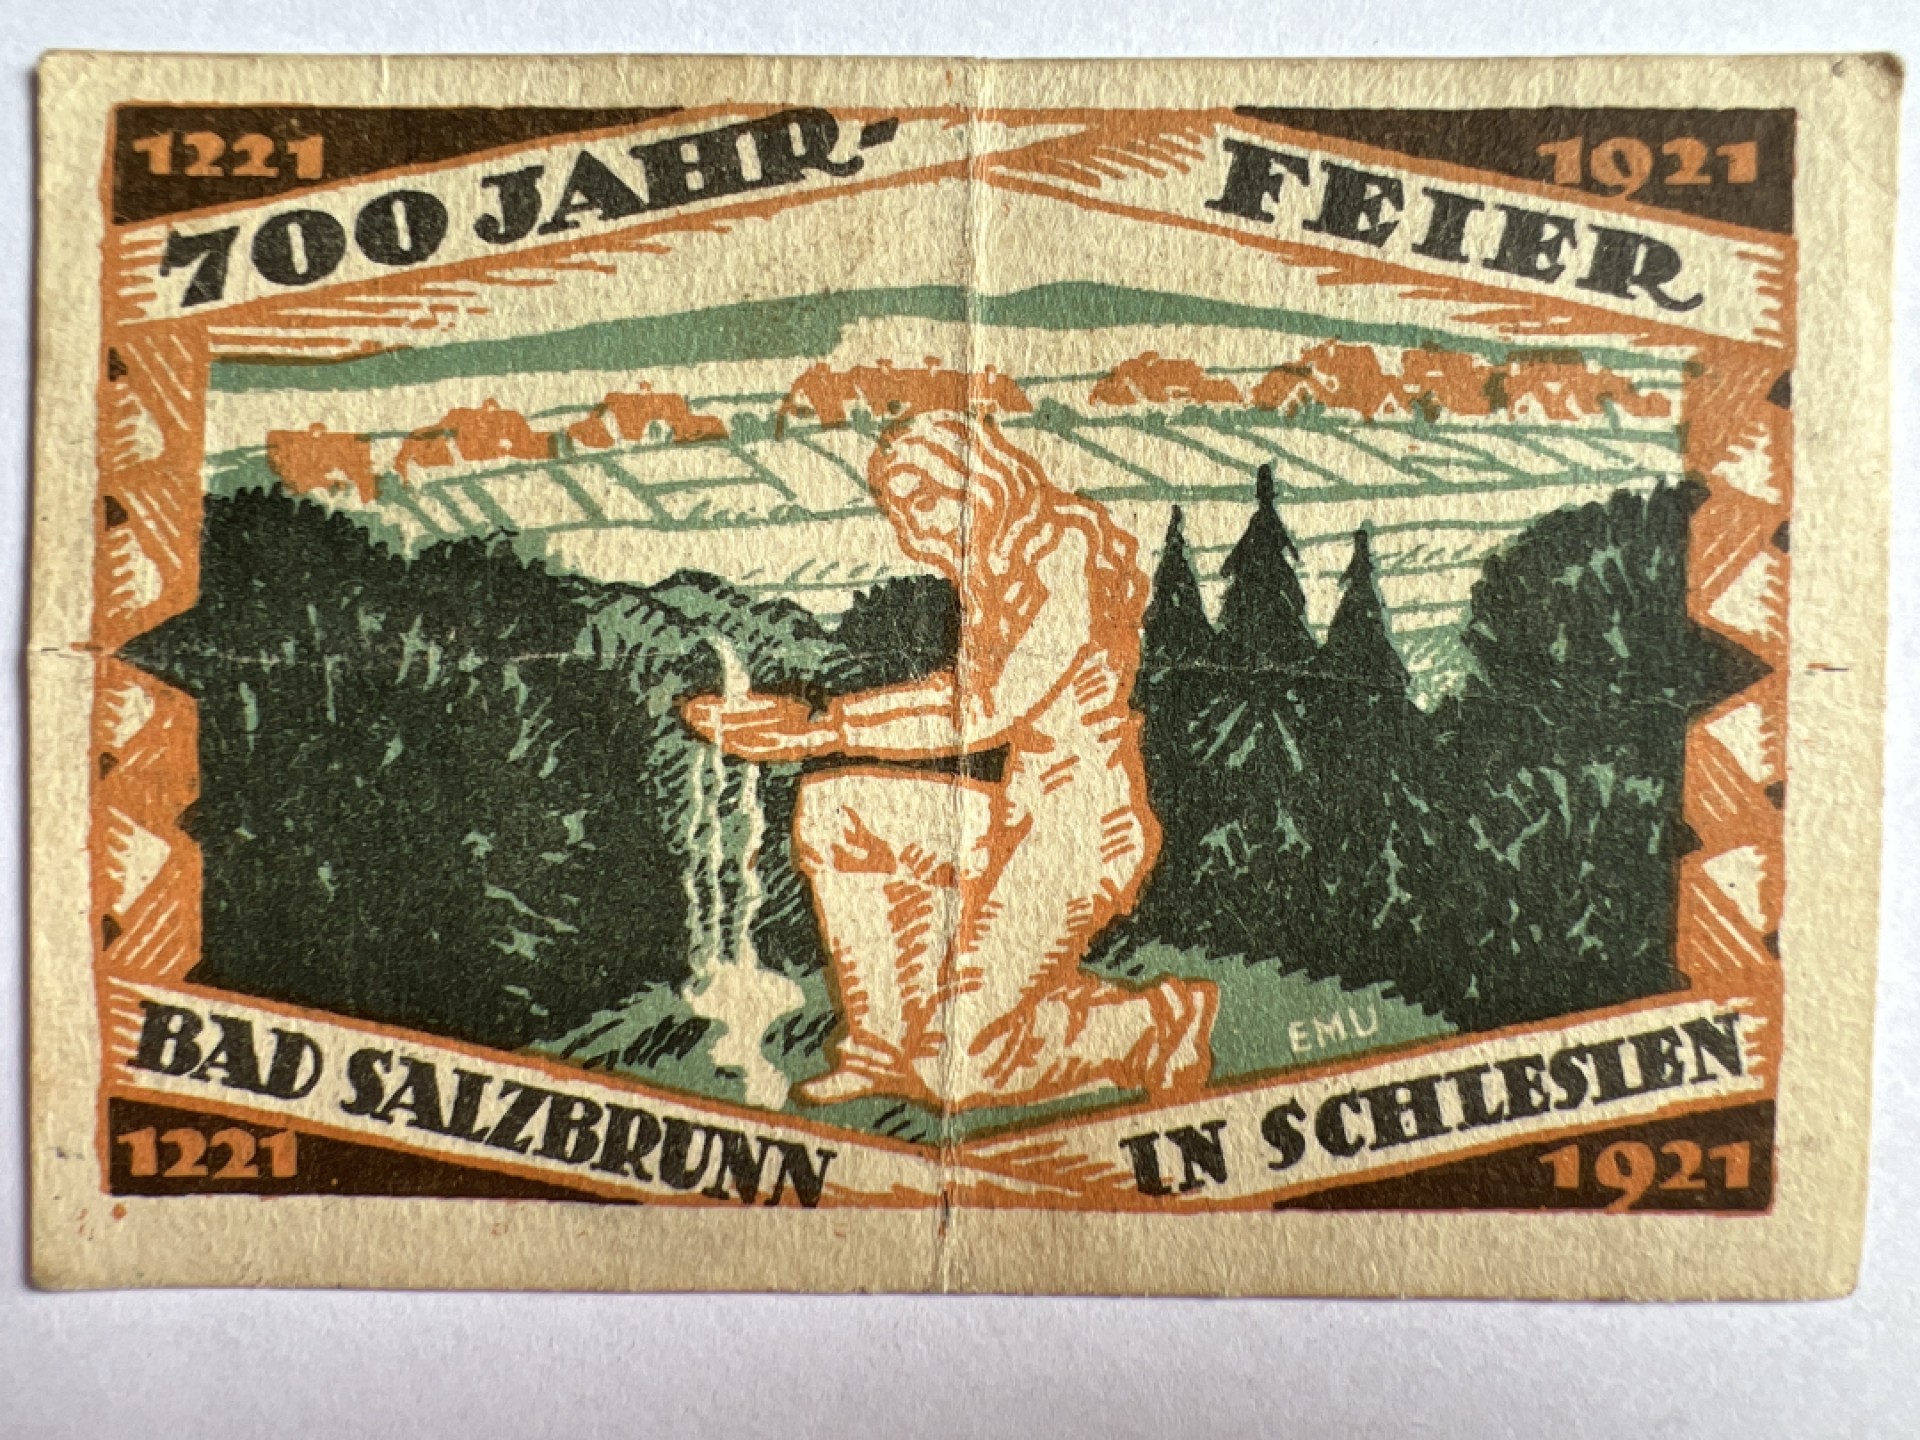 1221 1921
700 JAHR-FEIER
EMU
BAD SALZBRUNN IN SCHLESIEN
1221 1921